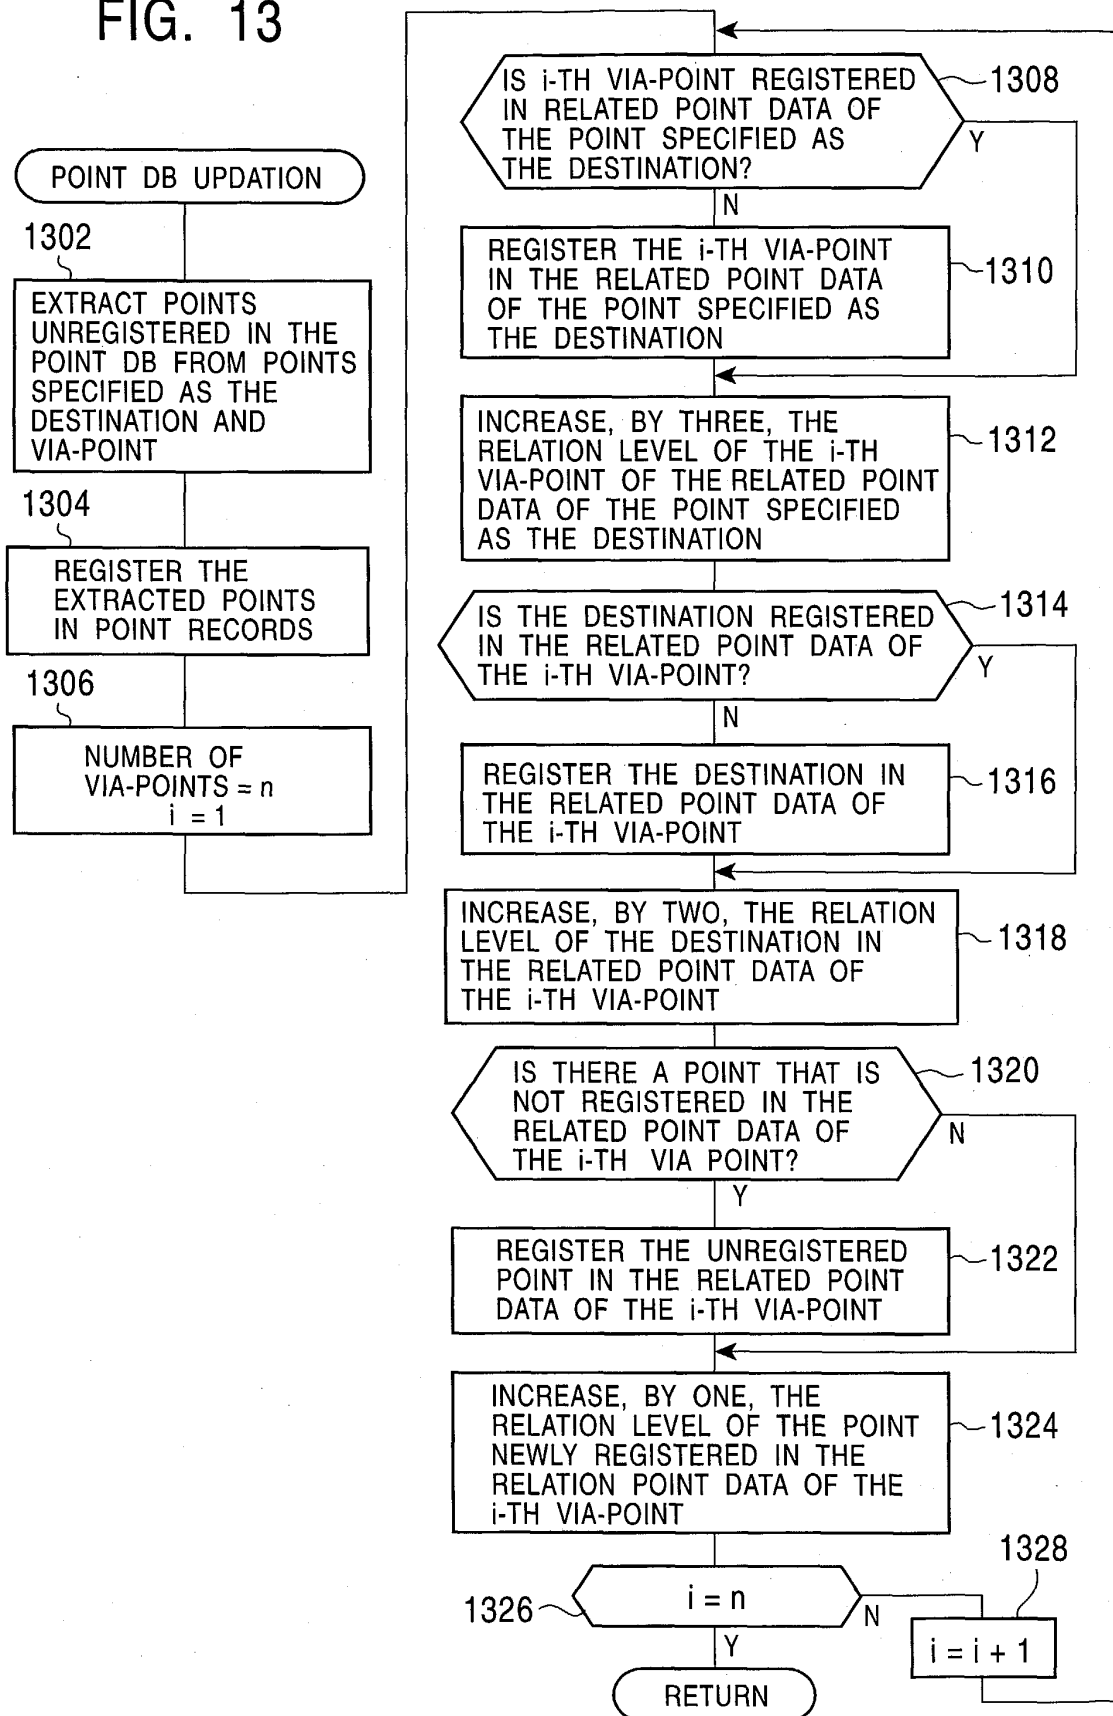 FIG. 13
POINT DB UPDATION
1302
EXTRACT POINTS
UNREGISTERED IN THE
POINT DB FROM POINTS
SPECIFIED AS THE
DESTINATION AND
VIA-POINT
1304
REGISTER THE
EXTRACTED POINTS
IN POINT RECORDS
1306
NUMBER OF
VIA-POINTS = n
i = 1
IS i-TH VIA-POINT REGISTERED
IN RELATED POINT DATA OF
THE POINT SPECIFIED AS
THE DESTINATION?
1308
Y
N
REGISTER THE i-TH VIA-POINT
IN THE RELATED POINT DATA
OF THE POINT SPECIFIED AS
THE DESTINATION
1310
INCREASE, BY THREE, THE
RELATION LEVEL OF THE i-TH
VIA-POINT OF THE RELATED POINT
DATA OF THE POINT SPECIFIED
AS THE DESTINATION
1312
IS THE DESTINATION REGISTERED
IN THE RELATED POINT DATA OF
THE i-TH VIA-POINT?
1314
Y
N
REGISTER THE DESTINATION IN
THE RELATED POINT DATA OF
THE i-TH VIA-POINT
1316
INCREASE, BY TWO, THE RELATION
LEVEL OF THE DESTINATION IN
THE RELATED POINT DATA OF
THE i-TH VIA-POINT
1318
IS THERE A POINT THAT IS
NOT REGISTERED IN THE
RELATED POINT DATA OF
THE i-TH VIA POINT?
1320
N
Y
REGISTER THE UNREGISTERED
POINT IN THE RELATED POINT
DATA OF THE i-TH VIA-POINT
1322
INCREASE, BY ONE, THE
RELATION LEVEL OF THE POINT
NEWLY REGISTERED IN THE
RELATION POINT DATA OF THE
i-TH VIA-POINT
1324
i = n
1326
N
Y
1328
i = i + 1
RETURN